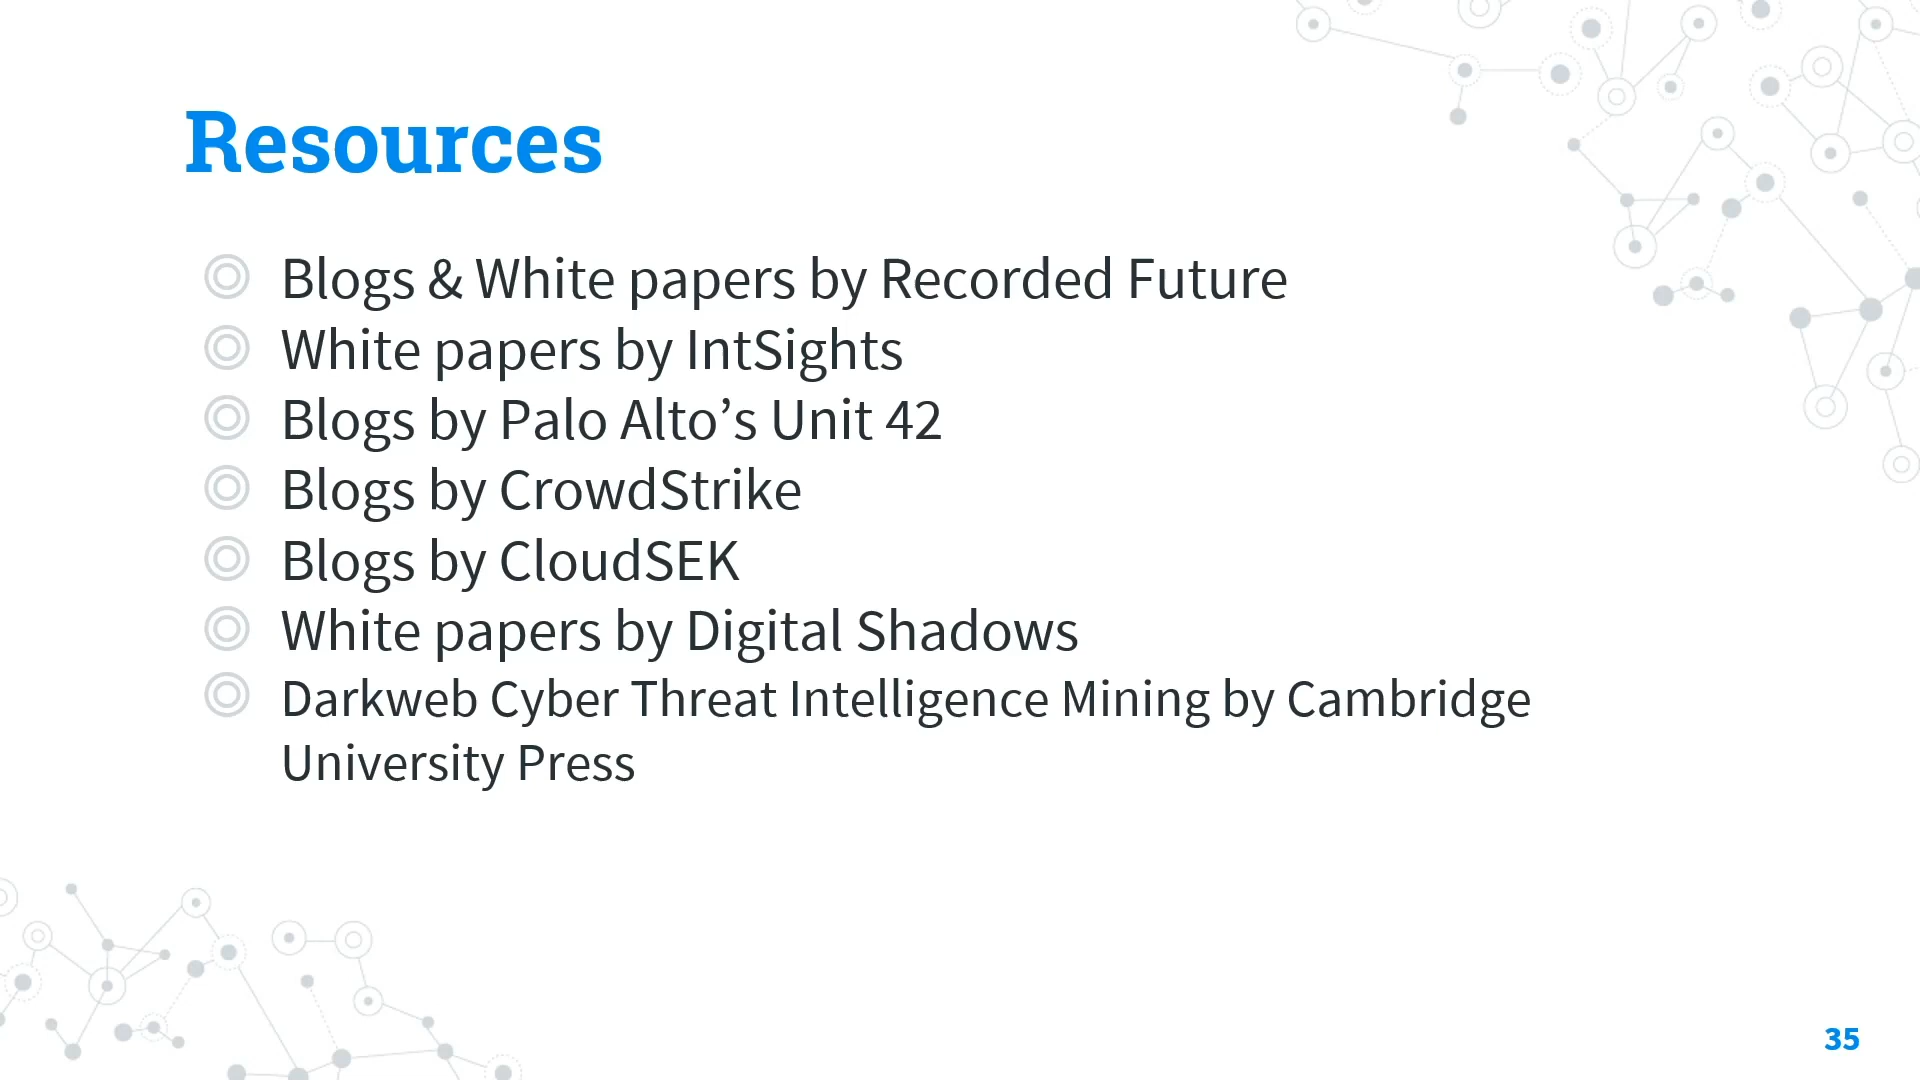 Resources
Blogs & White papers by Recorded Future
White papers by IntSights
Blogs by Palo Alto’s Unit 42
Blogs by CrowdStrike
Blogs by CloudSEK
White papers by Digital Shadows
Darkweb Cyber Threat Intelligence Mining by Cambridge
University Press
35